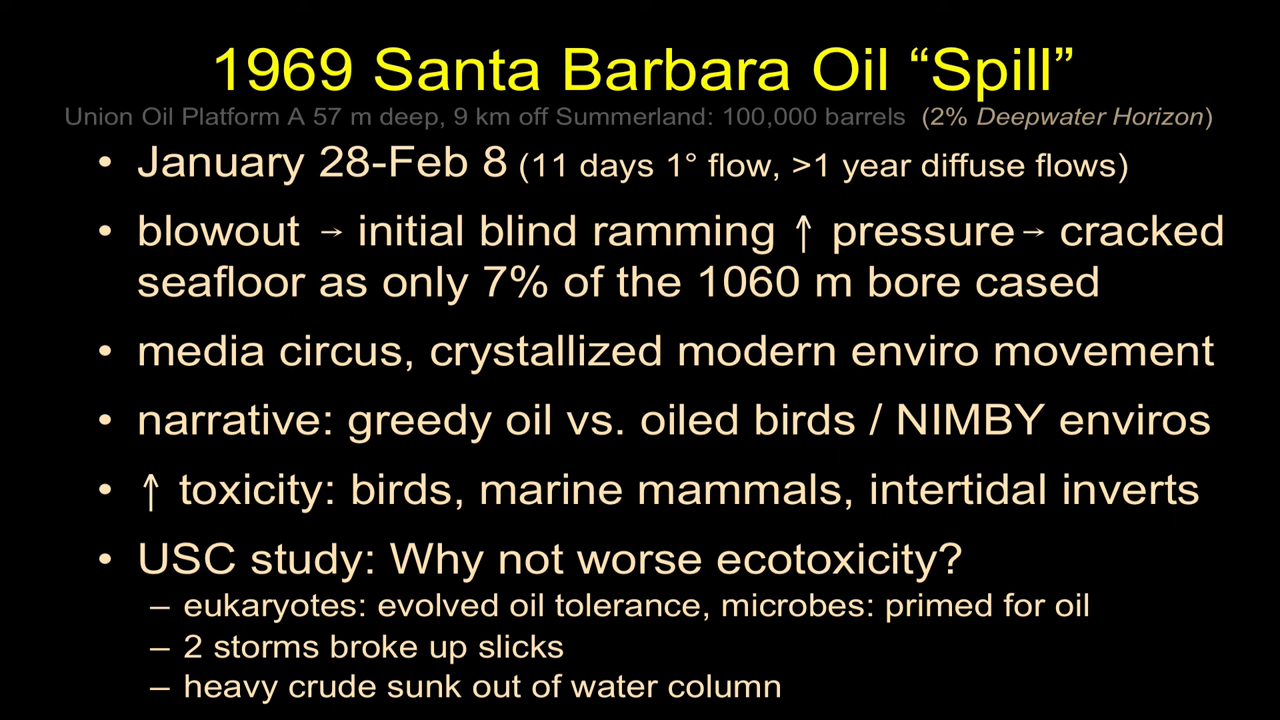 1969 Santa Barbara Oil “Spill”
Union Oil Platform A 57 m deep, 9 km off Summerland: 100,000 barrels (2% Deepwater Horizon)
• January 28-Feb 8 (11 days 1° flow, >1 year diffuse flows)
• blowout → initial blind ramming ↑ pressure→ cracked
seafloor as only 7% of the 1060 m bore cased
• media circus, crystallized modern enviro movement
• narrative: greedy oil vs. oiled birds / NIMBY enviros
• ↑ toxicity: birds, marine mammals, intertidal inverts
• USC study: Why not worse ecotoxicity?
– eukaryotes: evolved oil tolerance, microbes: primed for oil
– 2 storms broke up slicks
– heavy crude sunk out of water column